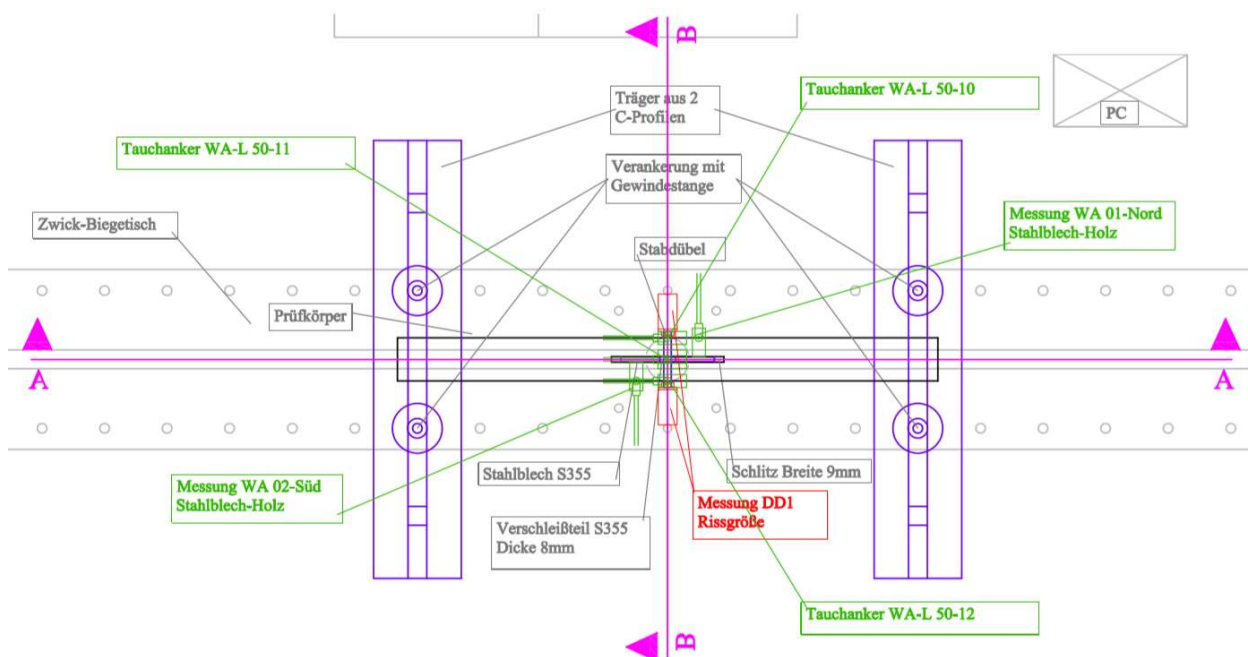 B
Tauchanker WA-L 50-10
Träger aus 2
C-Profilen
PC
Tauchanker WA-L 50-11
Verankerung mit
Gewindestange
Zwick-Biegetisch
Messung WA 01-Nord
Stahlblech-Holz
Stabdübel
Prüfkörper
A
A
Stahlblech S355
Schlitz Breite 9mm
Messung WA 02-Süd
Stahlblech-Holz
Messung DD1
Rissgröße
Verschleißteil S355
Dicke 8mm
Tauchanker WA-L 50-12
B